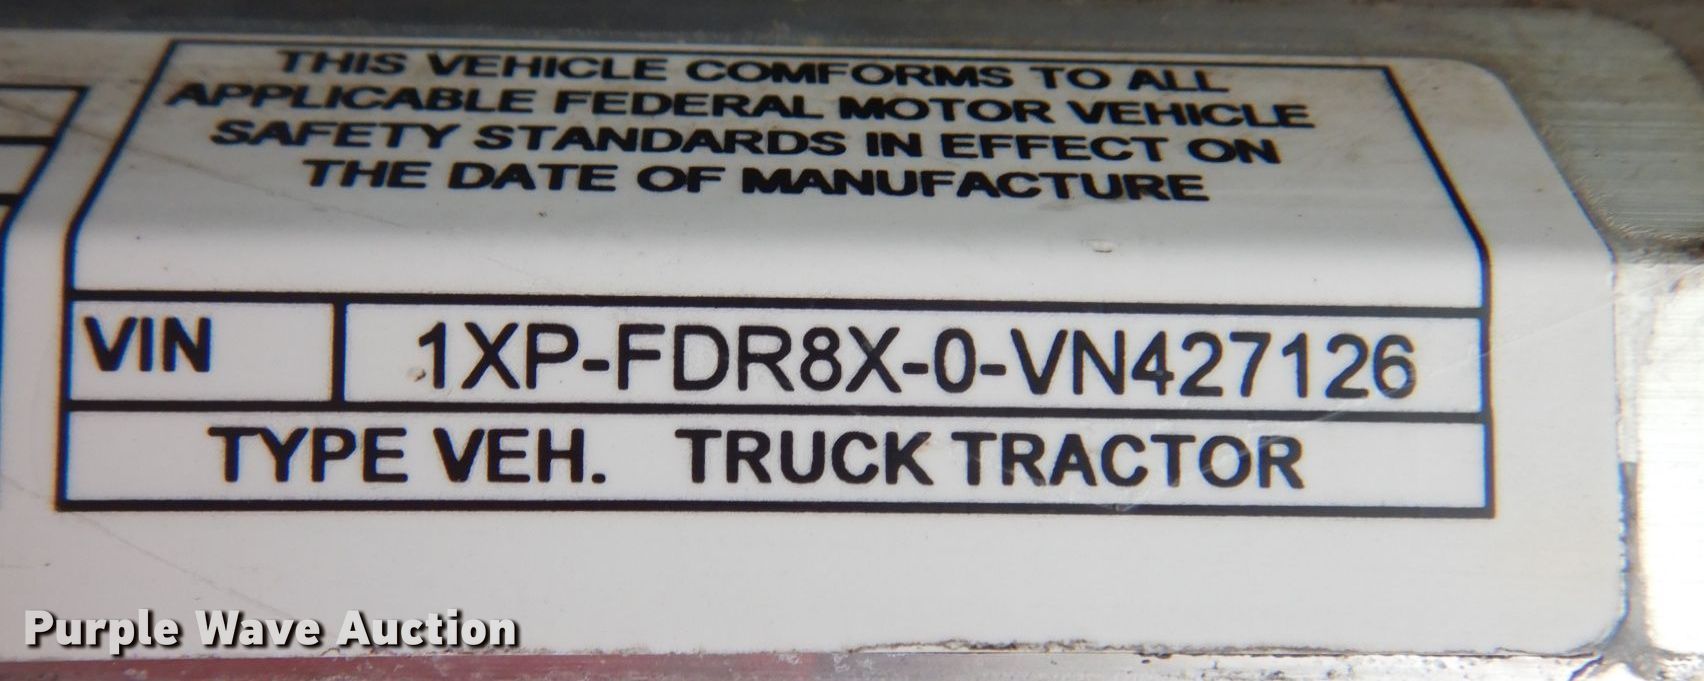 THIS VEHICLE COMFORMS TO ALL
APPLICABLE FEDERAL MOTOR VEHICLE
SAFETY STANDARDS IN EFFECT ON
THE DATE OF MANUFACTURE
VIN 1XP-FDR8X-0-VN427126
TYPE VEH. TRUCK TRACTOR
Purple Wave Auction